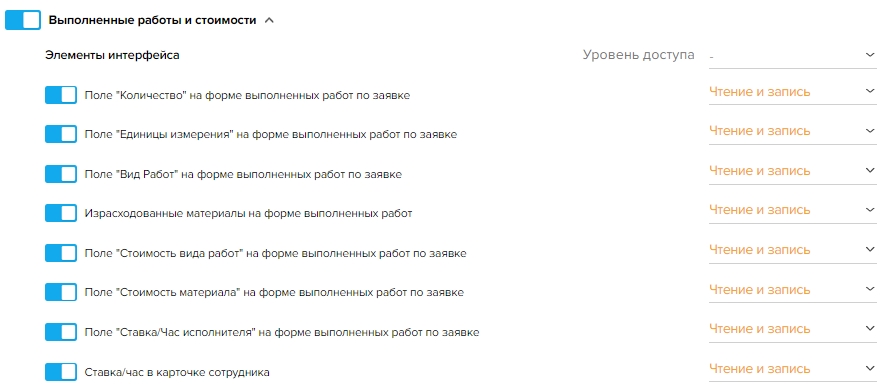 Выполненные работы и стоимости
Элементы интерфейса Уровень доступа -
Поле "Количество" на форме выполненных работ по заявке Чтение и запись
Поле "Единицы измерения" на форме выполненных работ по заявке Чтение и запись
Поле "Вид Работ" на форме выполненных работ по заявке Чтение и запись
Израсходованные материалы на форме выполненных работ Чтение и запись
Поле "Стоимость вида работ" на форме выполненных работ по заявке Чтение и запись
Поле "Стоимость материала" на форме выполненных работ по заявке Чтение и запись
Поле "Ставка/Час исполнителя" на форме выполненных работ по заявке Чтение и запись
Ставка/час в карточке сотрудника Чтение и запись